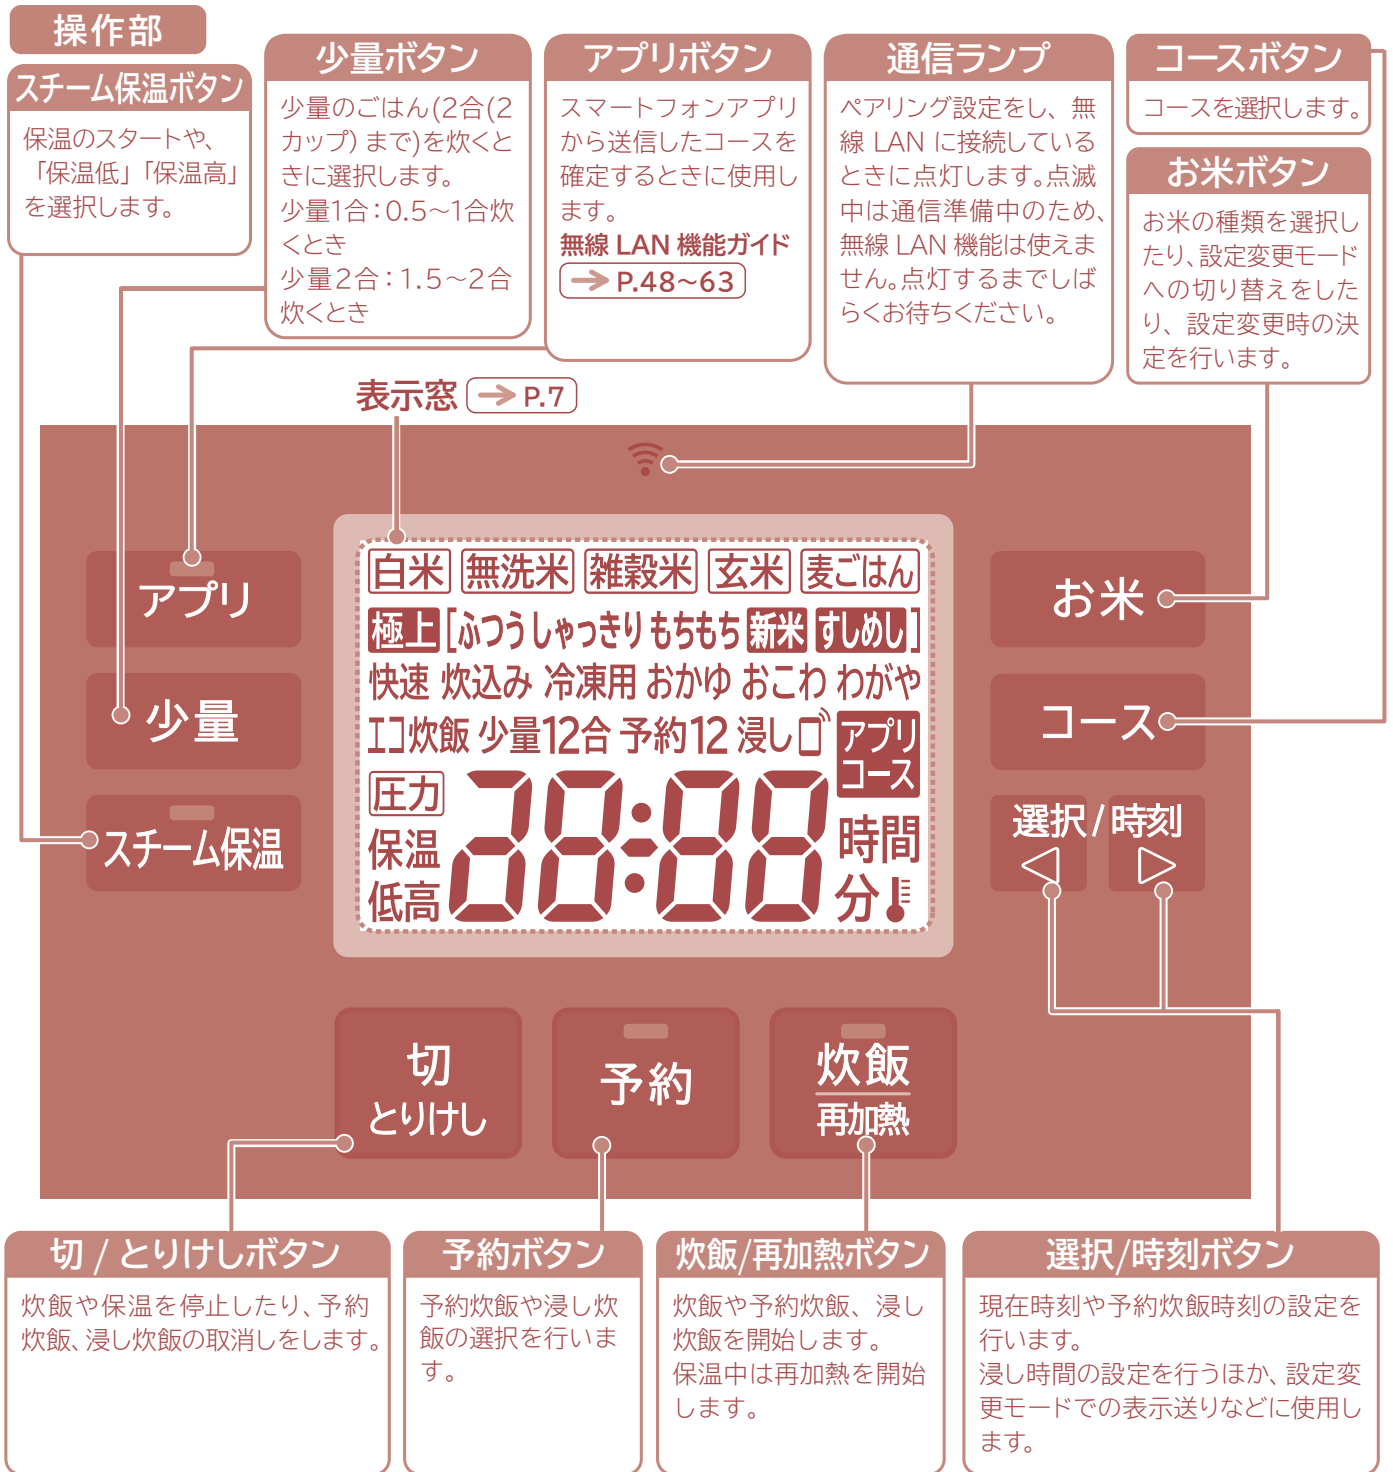 操作部
スチーム保温ボタン
保温のスタートや、
「保温低」「保温高」
を選択します。
少量ボタン
少量のごはん(2合(2
カップ) まで)を炊くと
きに選択します。
少量1合：0.5～1合炊
くとき
少量2合：1.5～2合
炊くとき
アプリボタン
スマートフォンアプリ
から送信したコースを
確定するときに使用し
ます。
無線 LAN 機能ガイド
→ P.48～63
通信ランプ
ペアリング設定をし、無
線 LAN に接続している
ときに点灯します。点滅
中は通信準備中のため、
無線 LAN 機能は使えま
せん。点灯するまでしば
らくお待ちください。
コースボタン
コースを選択します。
お米ボタン
お米の種類を選択し
たり、設定変更モード
への切り替えをした
り、設定変更時の決
定を行います。
表示窓 → P.7
白米 無洗米 雑穀米 玄米 麦ごはん
極上 [ふつう しゃっきり もちもち 新米 すしめし]
快速 炊込み 冷凍用 おかゆ おこわ わがや
エコ炊飯 少量12合 予約12 浸し アプリ
コース
圧力
保温
低高
28:88
時間
分
アプリ
少量
スチーム保温
お米
コース
選択/時刻
切
とりけし
予約
炊飯
再加熱
切 / とりけしボタン
炊飯や保温を停止したり、予約
炊飯、浸し炊飯の取消しをします。
予約ボタン
予約炊飯や浸し炊
飯の選択を行いま
す。
炊飯/再加熱ボタン
炊飯や予約炊飯、浸し
炊飯を開始します。
保温中は再加熱を開始
します。
選択/時刻ボタン
現在時刻や予約炊飯時刻の設定を
行います。
浸し時間の設定を行うほか、設定変
更モードでの表示送りなどに使用し
ます。